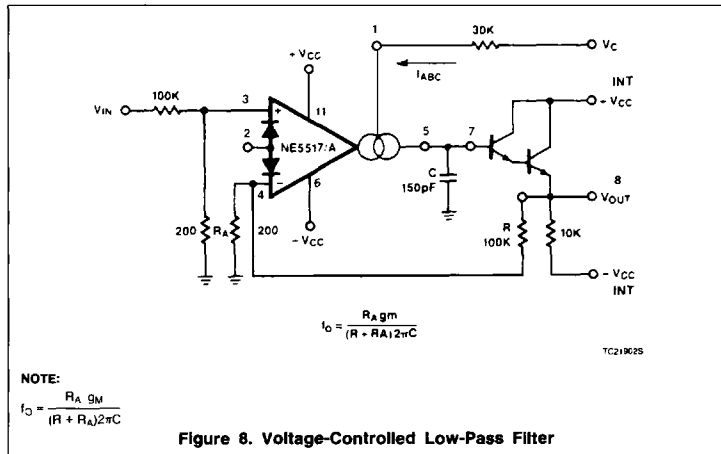 1
30K
VC
+VCC
IABC
INT
+VCC
VIN
100K
3
+
11
2
NE5517/A
5
7
4
–
6
C
150pF
8
VOUT
200
RA
200
–VCC
R
100K
10K
–VCC
INT
fO = RA gm
(R + RA) 2πC
TC21902S
NOTE:
fO = RA gM
(R + RA)2πC
Figure 8. Voltage-Controlled Low-Pass Filter